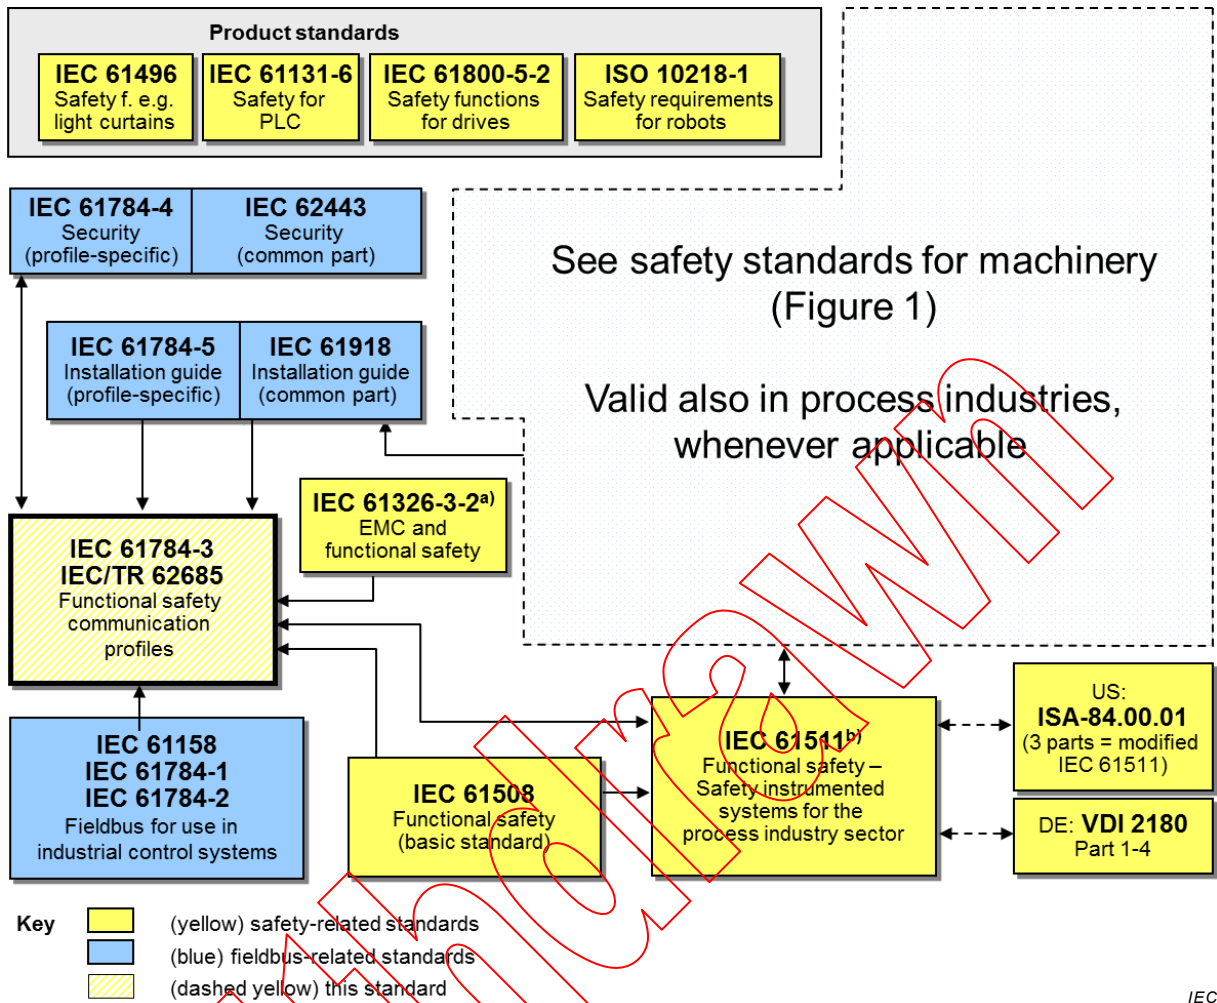 Product standards
IEC 61496
Safety f. e.g.
light curtains
IEC 61131-6
Safety for
PLC
IEC 61800-5-2
Safety functions
for drives
ISO 10218-1
Safety requirements
for robots
IEC 61784-4
Security
(profile-specific)
IEC 62443
Security
(common part)
See safety standards for machinery
(Figure 1)
Valid also in process industries,
whenever applicable
IEC 61784-5
Installation guide
(profile-specific)
IEC 61918
Installation guide
(common part)
IEC 61326-3-2a)
EMC and
functional safety
IEC 61784-3
IEC/TR 62685
Functional safety
communication
profiles
IEC 61158
IEC 61784-1
IEC 61784-2
Fieldbus for use in
industrial control systems
IEC 61508
Functional safety
(basic standard)
IEC 61511b)
Functional safety –
Safety instrumented
systems for the
process industry sector
US:
ISA-84.00.01
(3 parts = modified
IEC 61511)
DE: VDI 2180
Part 1-4
Key
(yellow) safety-related standards
(blue) fieldbus-related standards
(dashed yellow) this standard
IEC